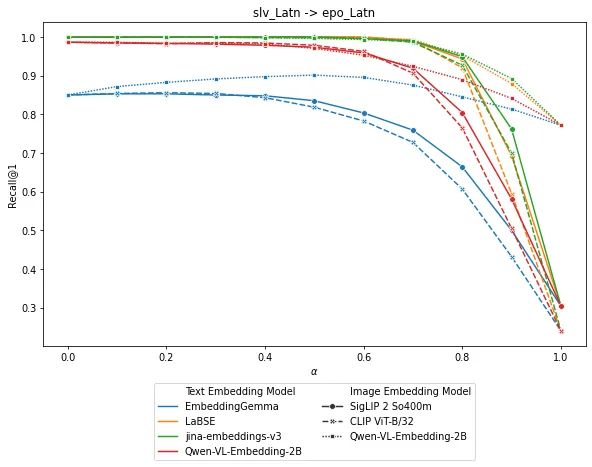 slv_Latn -> epo_Latn
Recall@1
1.0
0.9
0.8
0.7
0.6
0.5
0.4
0.3
0.0 0.2 0.4 0.6 0.8 1.0
α
Text Embedding Model
EmbeddingGemma
LaBSE
jina-embeddings-v3
Qwen-VL-Embedding-2B
Image Embedding Model
SigLIP 2 So400m
CLIP ViT-B/32
Qwen-VL-Embedding-2B